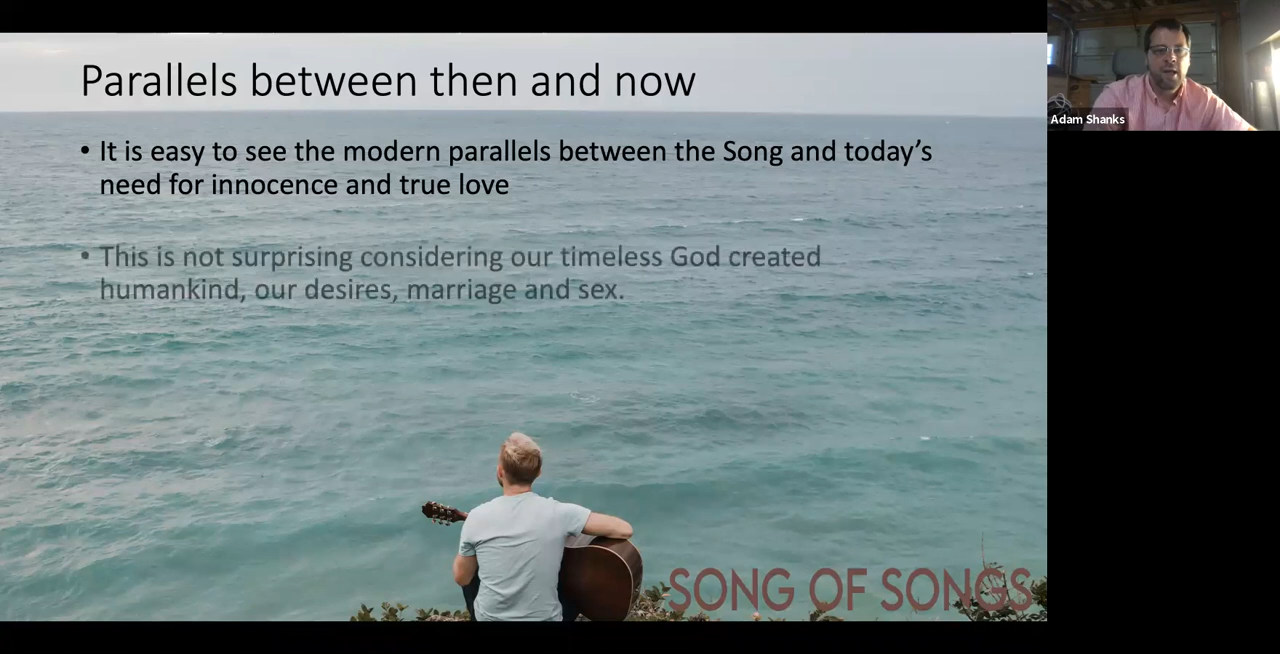 Parallels between then and now
• It is easy to see the modern parallels between the Song and today’s
need for innocence and true love
• This is not surprising considering our timeless God created
humankind, our desires, marriage and sex.
SONG OF SONGS
Adam Shanks